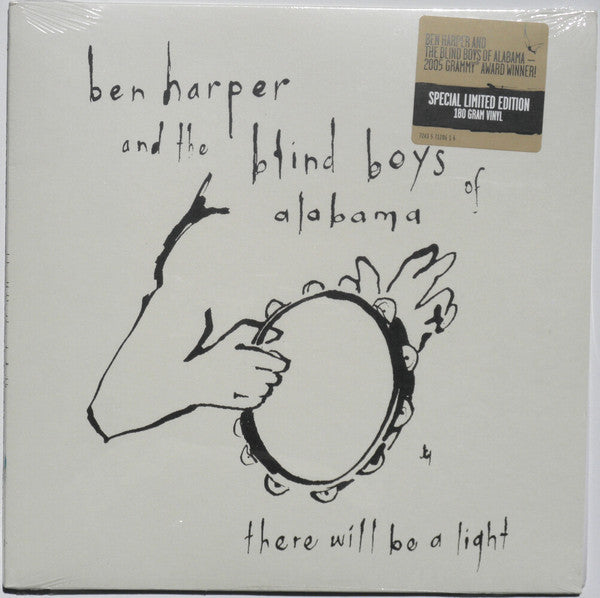 ben harper
and the blind boys of
alabama
BEN HARPER AND
THE BLIND BOYS OF ALABAMA –
2005 GRAMMY® AWARD WINNER!
SPECIAL LIMITED EDITION
180 GRAM VINYL
there will be a light